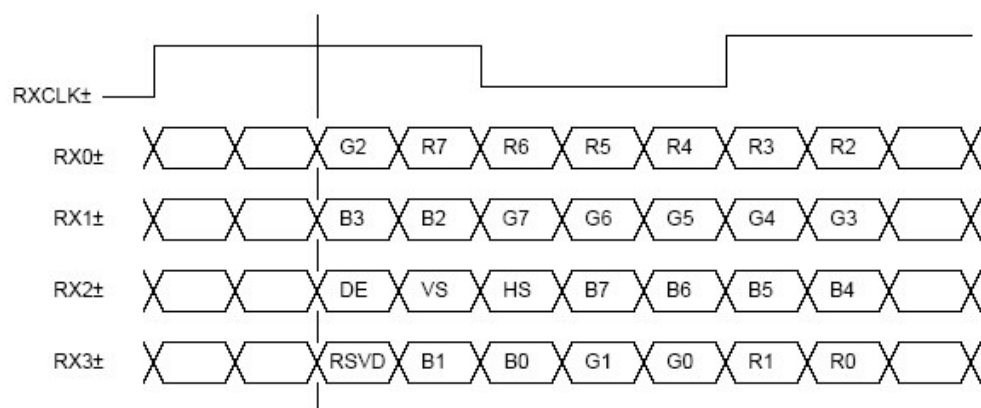 RXCLK±
RX0± G2 R7 R6 R5 R4 R3 R2
RX1± B3 B2 G7 G6 G5 G4 G3
RX2± DE VS HS B7 B6 B5 B4
RX3± RSVD B1 B0 G1 G0 R1 R0